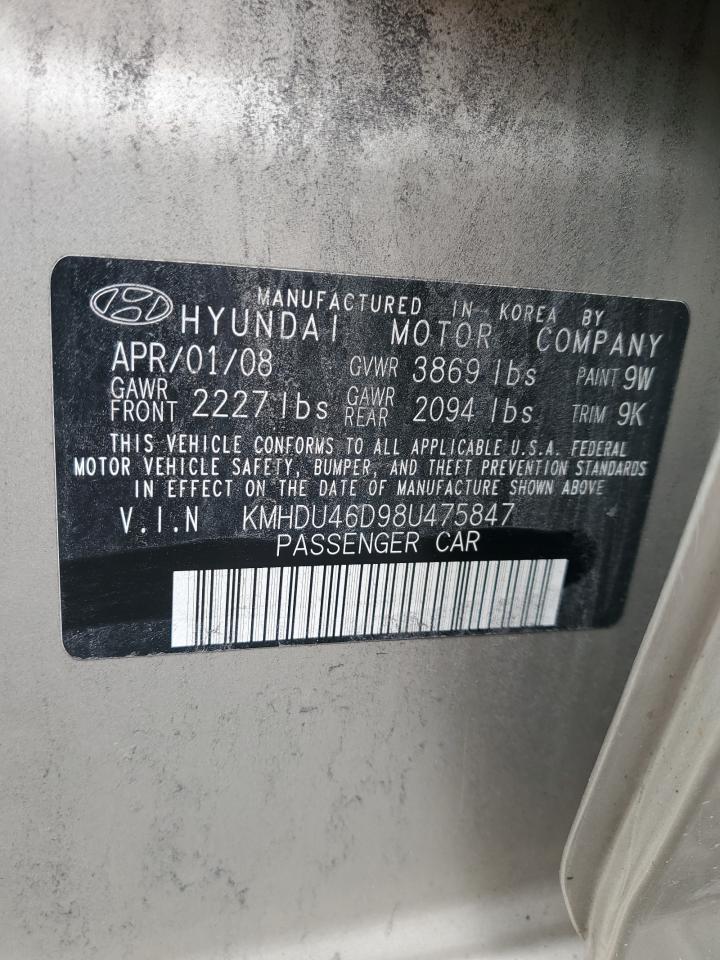 MANUFACTURED IN KOREA BY
HYUNDAI MOTOR COMPANY
APR/01/08 GVWR 3869 lbs PAINT 9W
GAWR FRONT 2227 lbs GAWR REAR 2094 lbs TRIM 9K
THIS VEHICLE CONFORMS TO ALL APPLICABLE U.S.A. FEDERAL
MOTOR VEHICLE SAFETY, BUMPER, AND THEFT PREVENTION STANDARDS
IN EFFECT ON THE DATE OF MANUFACTURE SHOWN ABOVE
V.I.N KMHDU46D98U475847
PASSENGER CAR